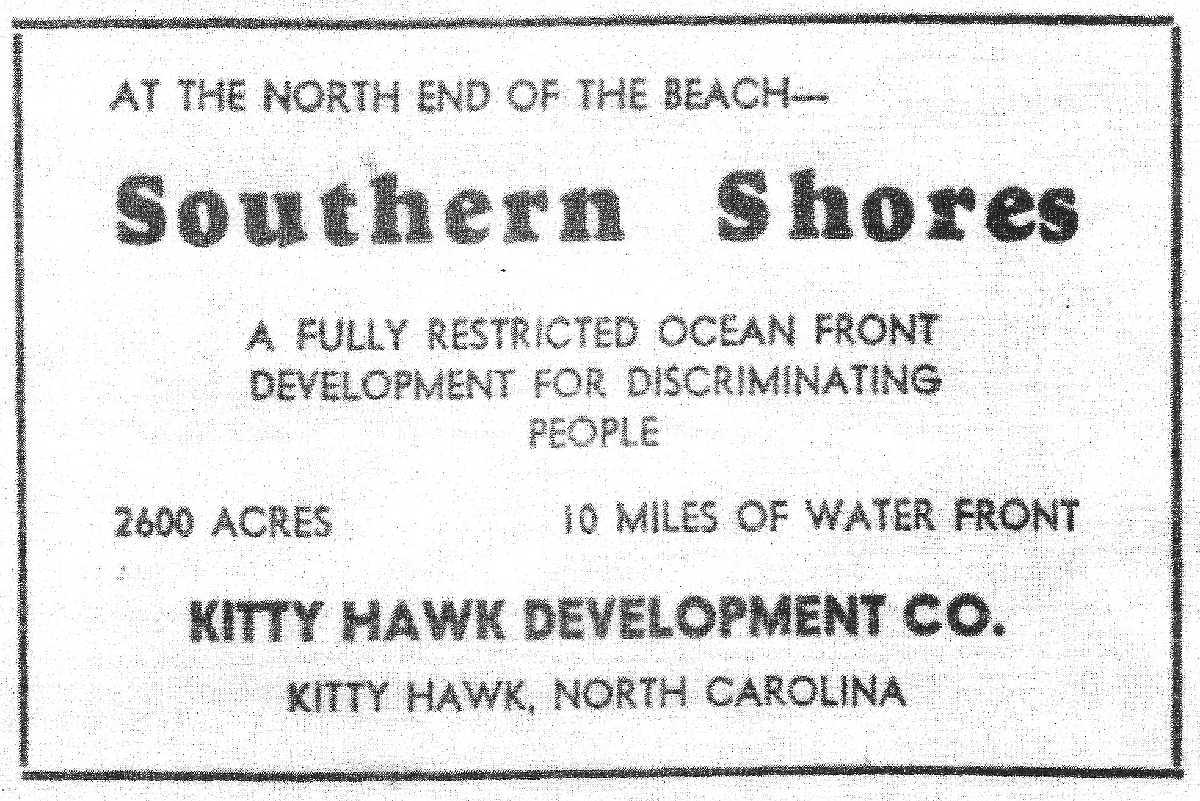 AT THE NORTH END OF THE BEACH—
Southern Shores
A FULLY RESTRICTED OCEAN FRONT
DEVELOPMENT FOR DISCRIMINATING
PEOPLE
2600 ACRES 10 MILES OF WATER FRONT
KITTY HAWK DEVELOPMENT CO.
KITTY HAWK, NORTH CAROLINA